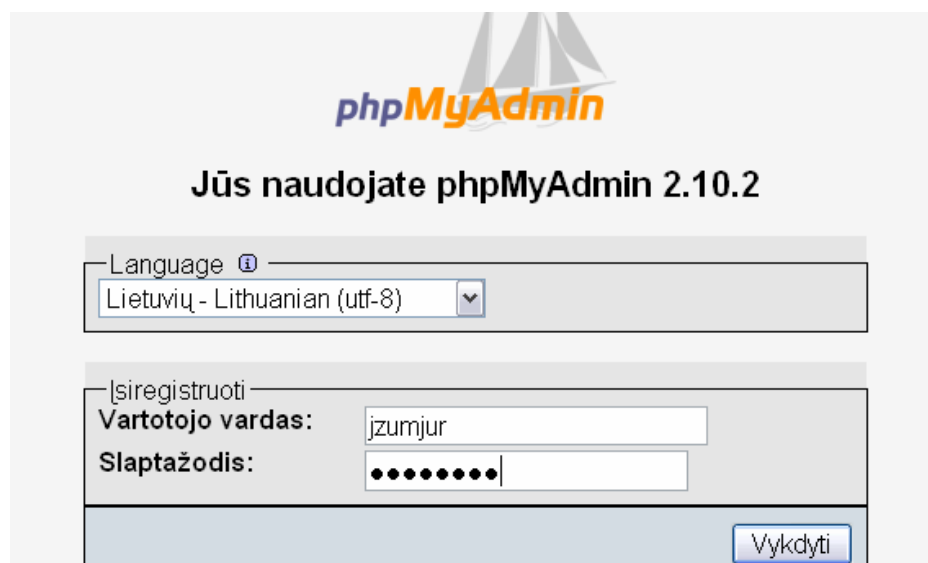 phpMyAdmin
Jūs naudojate phpMyAdmin 2.10.2
Language
Lietuvių - Lithuanian (utf-8)
Įsiregistruoti
Vartotojo vardas: jzumjur
Slaptažodis: ●●●●●●●●
Vykdyti